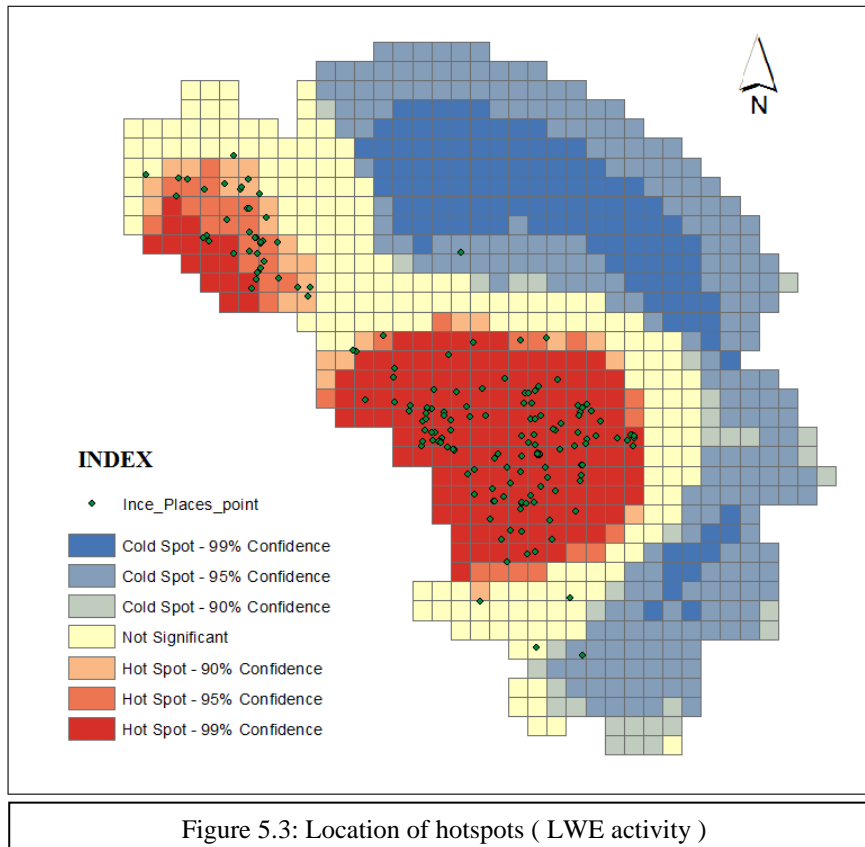 N
INDEX
Ince_Places_point
Cold Spot - 99% Confidence
Cold Spot - 95% Confidence
Cold Spot - 90% Confidence
Not Significant
Hot Spot - 90% Confidence
Hot Spot - 95% Confidence
Hot Spot - 99% Confidence
Figure 5.3: Location of hotspots ( LWE activity )